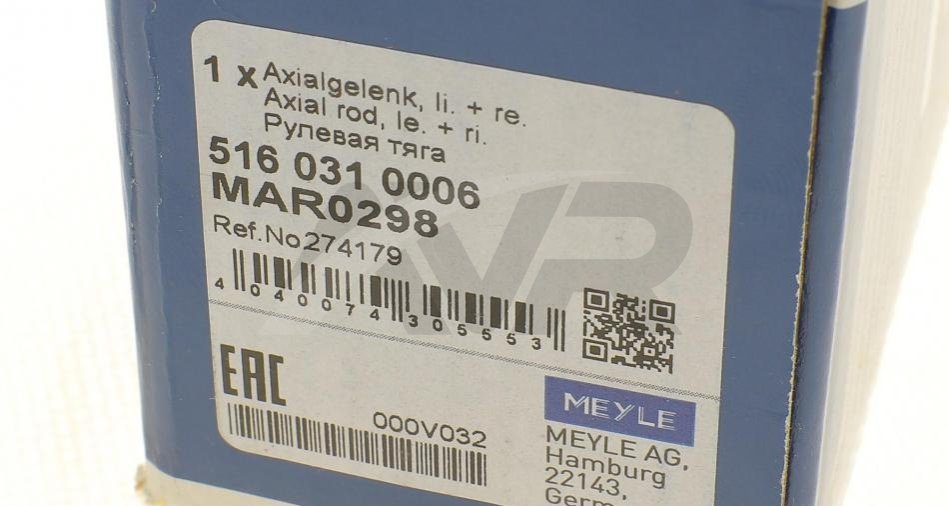 1 x Axialgelenk, li. + re.
Axial rod, le. + ri.
Рулевая тяга
516 031 0006
MAR0298
Ref.No274179
4 040074 305553
EAC
000V032
MEYLE
MEYLE AG,
Hamburg
22143,
AVR